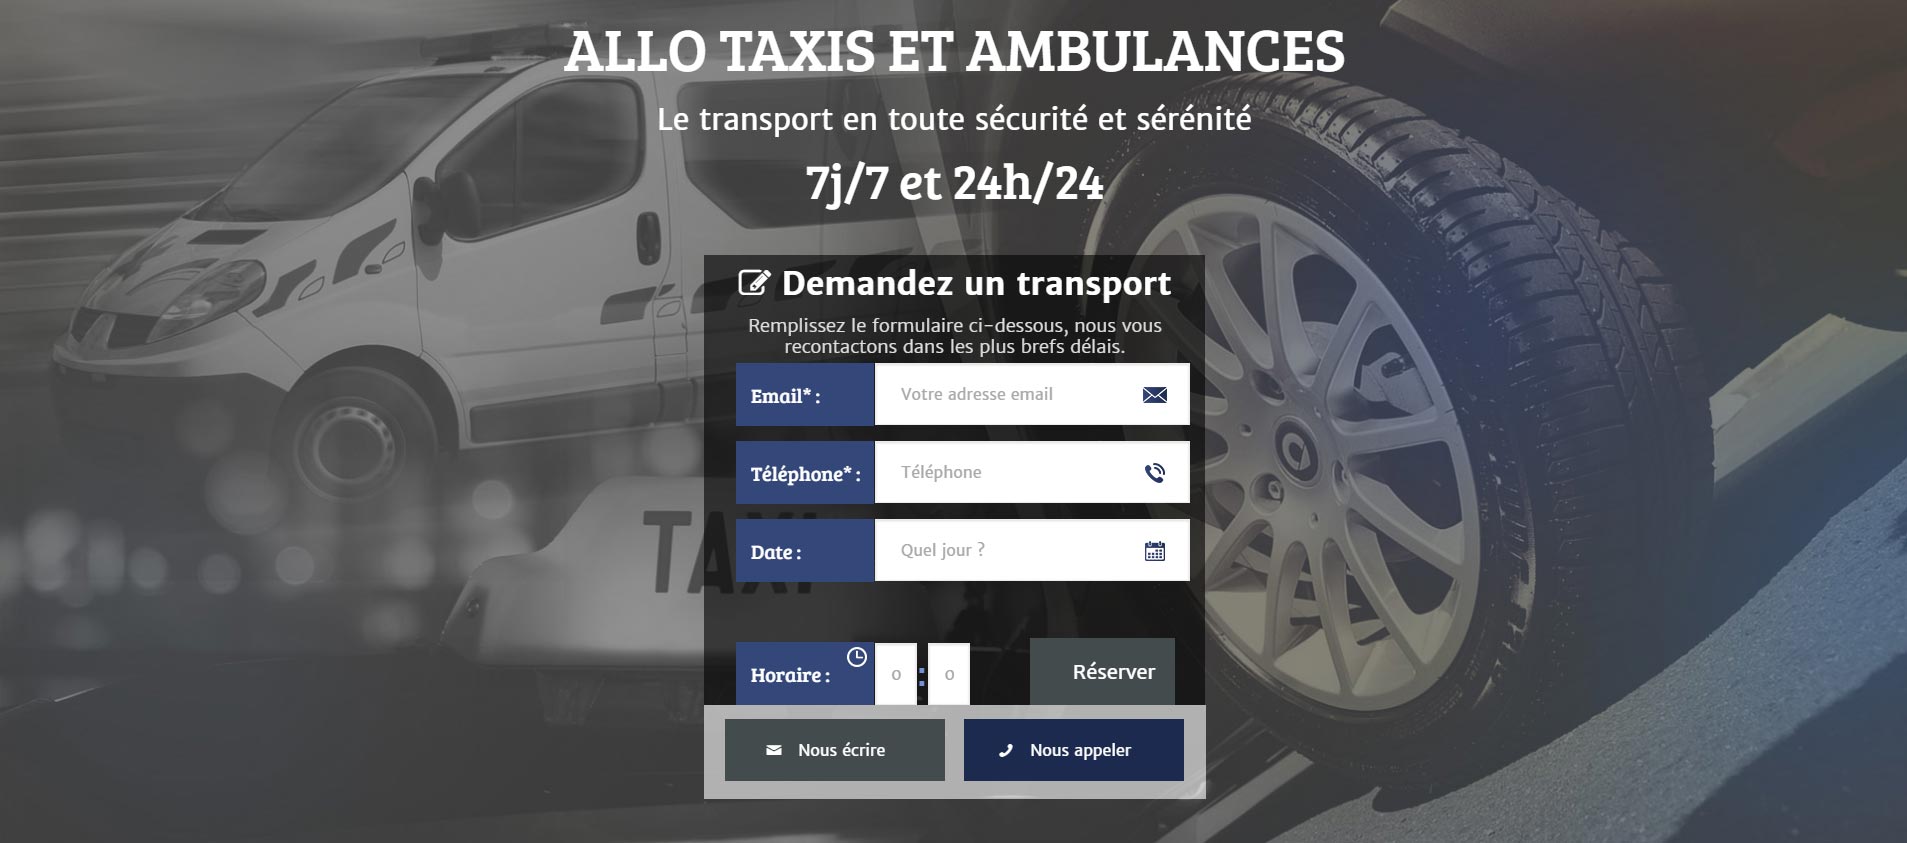 ALLO TAXIS ET AMBULANCES
Le transport en toute sécurité et sérénité
7j/7 et 24h/24
Demandez un transport
Remplissez le formulaire ci-dessous, nous vous
recontactons dans les plus brefs délais.
Email* : Votre adresse email
Téléphone* : Téléphone
TAXI
Date : Quel jour ?
Horaire : 0 : 0 Réserver
Nous écrire Nous appeler